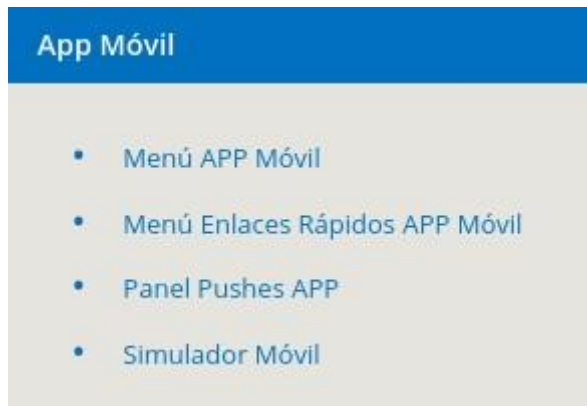 App Móvil
Menú APP Móvil
Menú Enlaces Rápidos APP Móvil
Panel Pushes APP
Simulador Móvil